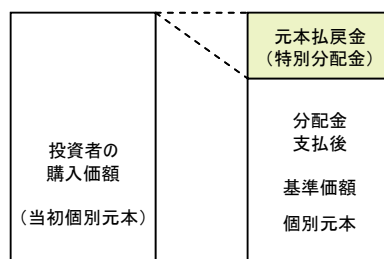 投資者の
購入価額
（当初個別元本）
元本払戻金
（特別分配金）
分配金
支払後
基準価額
個別元本